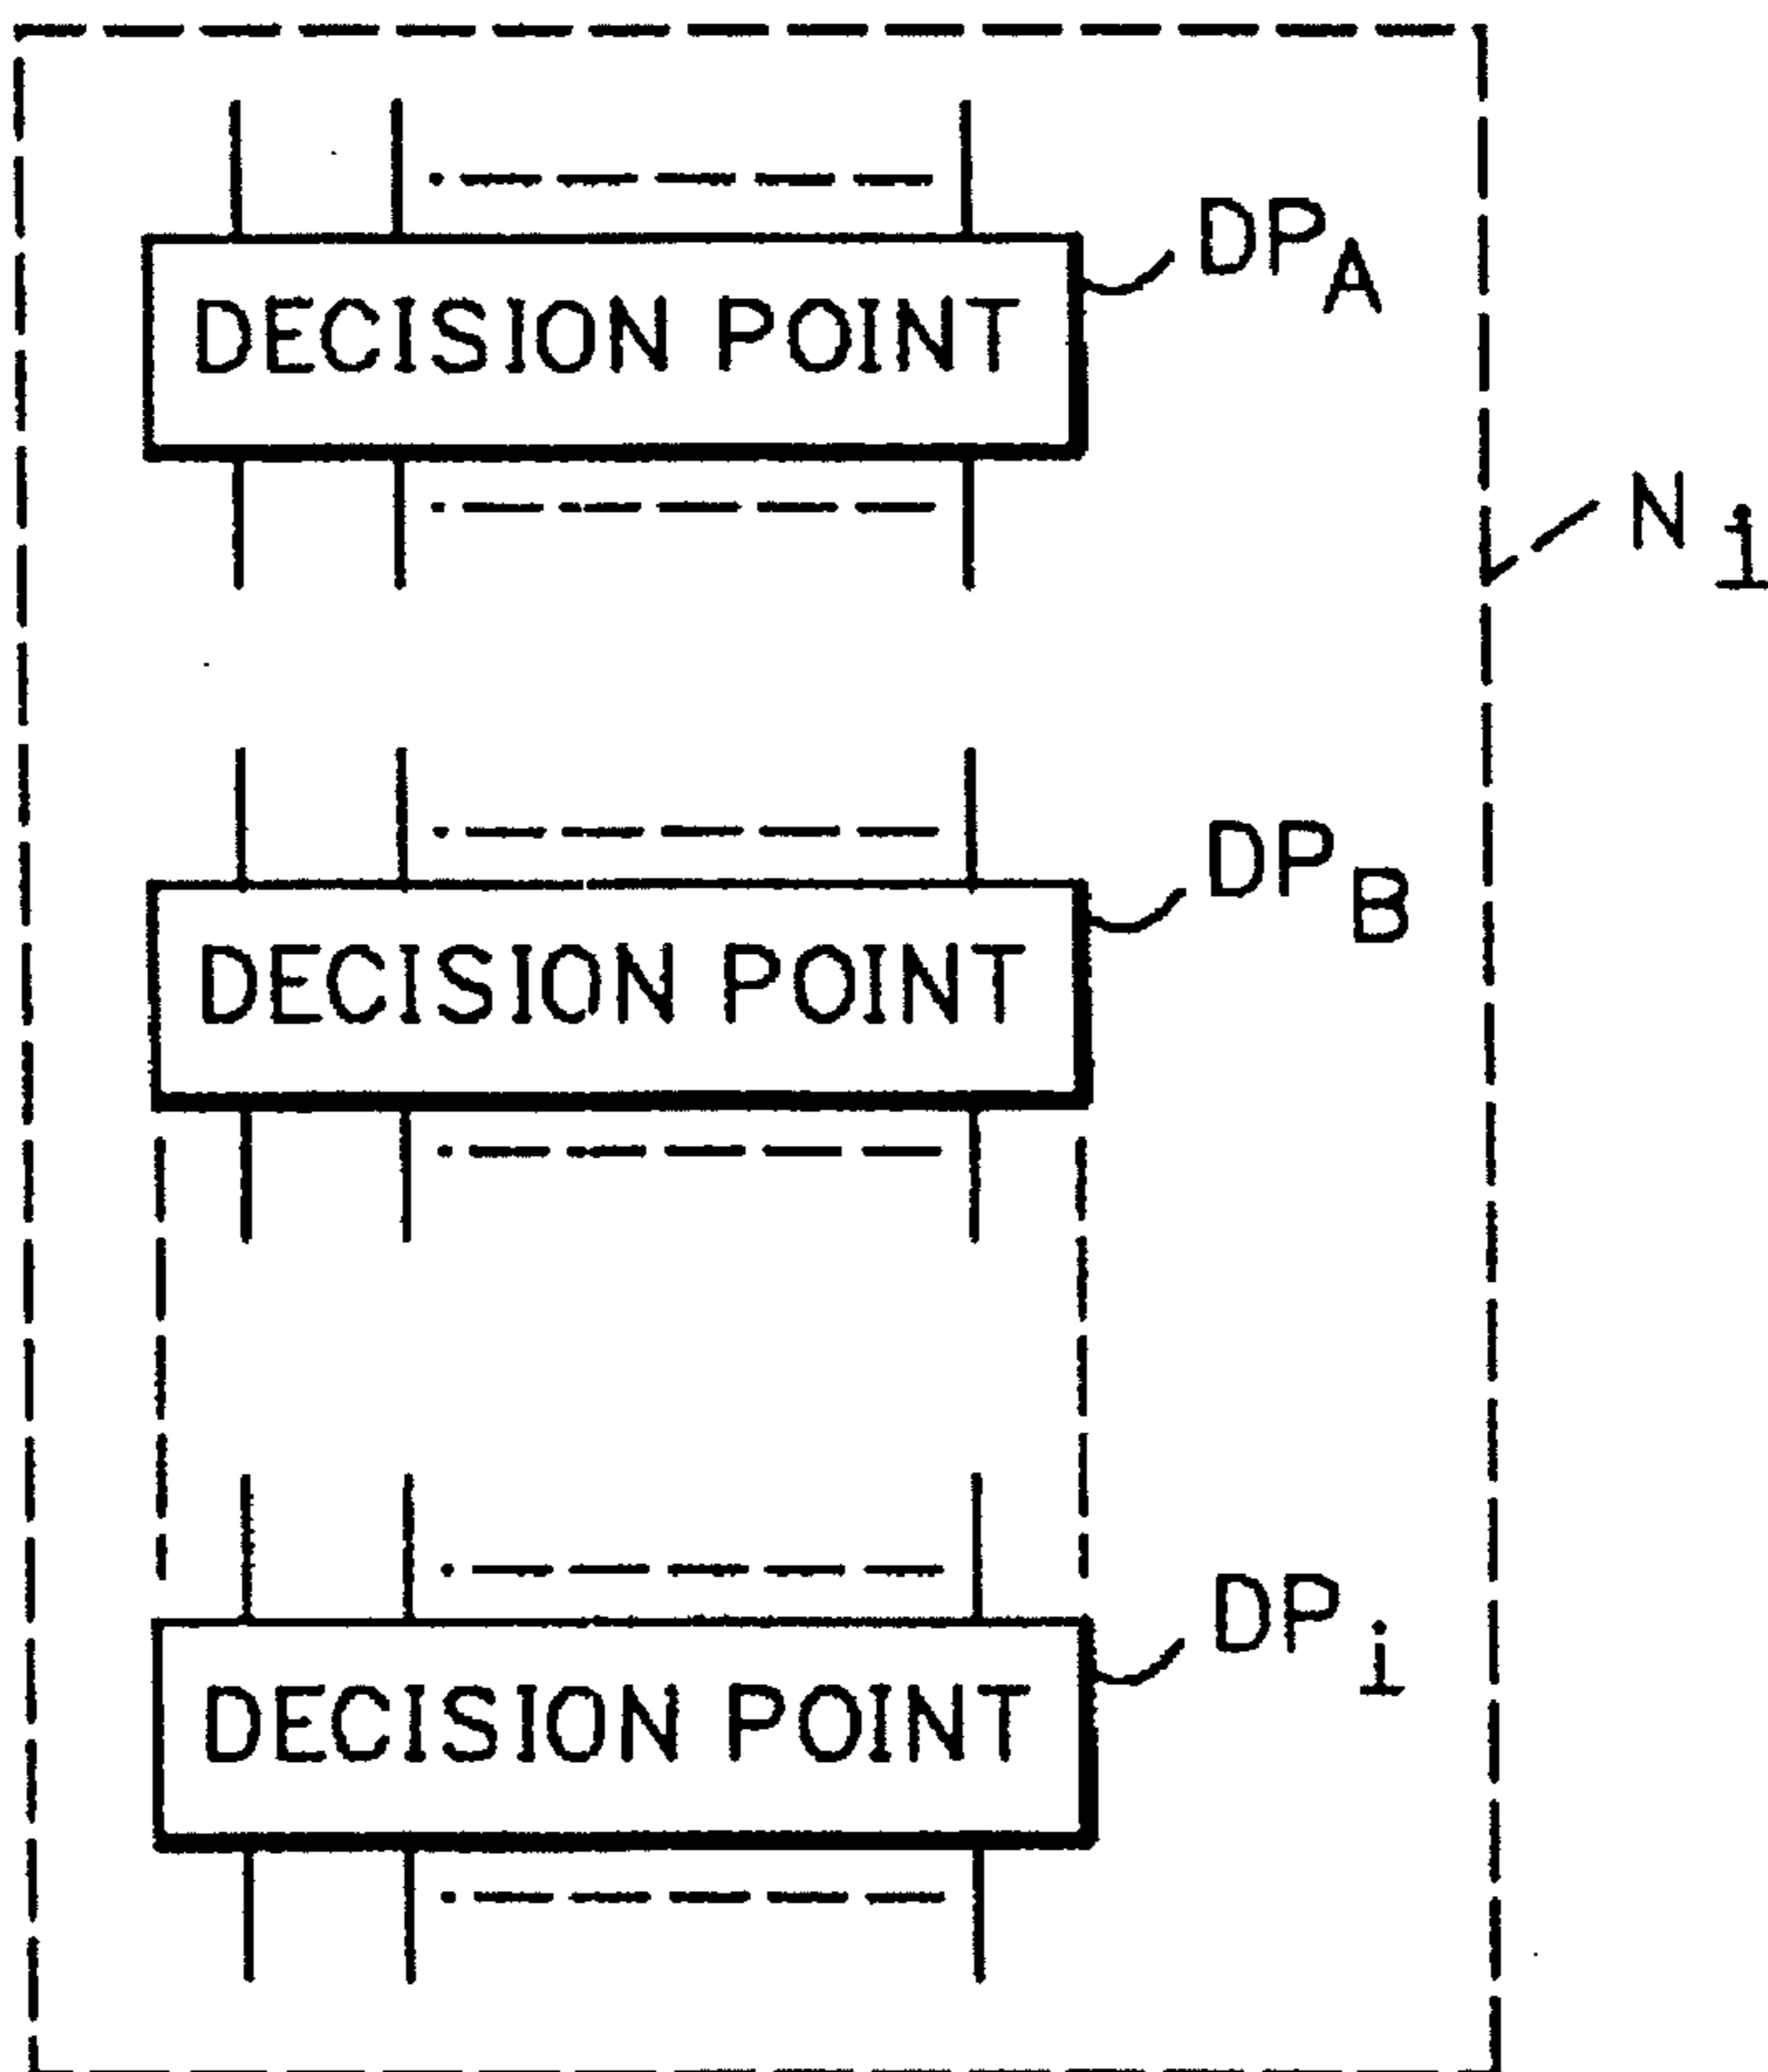 DP_A
DECISION POINT
N_i
DP_B
DECISION POINT
DP_i
DECISION POINT